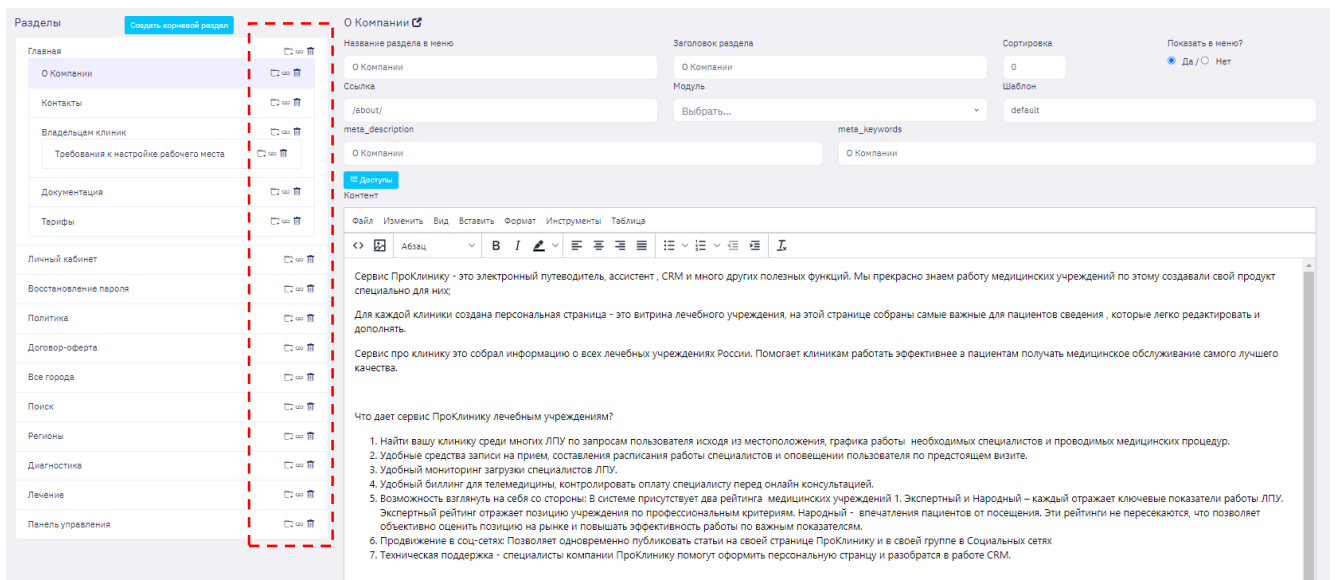 Разделы
Создать корневой раздел
Главная
О Компании
Контакты
Владельцам клиник
Требования к настройке рабочего места
Документация
Тарифы
Личный кабинет
Восстановление пароля
Политика
Договор-оферта
Все города
Поиск
Регионы
Диагностика
Лечение
Панель управления
О Компании
Название раздела в меню
Заголовок раздела
Сортировка
Показать в меню?
О Компании
О Компании
0
Да / Нет
Ссылка
Модуль
Шаблон
/about/
Выбрать...
default
meta_description
meta_keywords
О Компании
О Компании
Доступы
Контент
Файл Изменить Вид Вставить Формат Инструменты Таблица
Абзац
B I
Сервис ПроКлинику - это электронный путеводитель, ассистент , CRM и много других полезных функций. Мы прекрасно знаем работу медицинских учреждений по этому создавали свой продукт
специально для них;
Для каждой клиники создана персональная страница - это витрина лечебного учреждения, на этой странице собраны самые важные для пациентов сведения , которые легко редактировать и
дополнять.
Сервис про клинику это собрал информацию о всех лечебных учреждениях России. Помогает клиникам работать эффективнее а пациентам получать медицинское обслуживание самого лучшего
качества.
Что дает сервис ПроКлинику лечебным учреждениям?
1. Найти вашу клинику среди многих ЛПУ по запросам пользователя исходя из местоположения, графика работы необходимых специалистов и проводимых медицинских процедур.
2. Удобные средства записи на прием, составления расписания работы специалистов и оповещении пользователя по предстоящем визите.
3. Удобный мониторинг загрузки специалистов ЛПУ.
4. Удобный биллинг для телемедицины, контролировать оплату специалисту перед онлайн консультацией.
5. Возможность взглянуть на себя со стороны: В системе присутствует два рейтинга медицинских учреждений 1. Экспертный и Народный – каждый отражает ключевые показатели работы ЛПУ.
Экспертный рейтинг отражает позицию учреждения по профессиональным критериям. Народный - впечатления пациентов от посещения. Эти рейтинги не пересекаются, что позволяет
объективно оценить позицию на рынке и повышать эффективность работы по важным показателсям.
6. Продвижение в соц-сетях: Позволяет одновременно публиковать статьи на своей странице ПроКлинику и в своей группе в Социальных сетях
7. Техническая поддержка - специалисты компании ПроКлинику помогут оформить персональную странцу и разобратся в работе CRM.